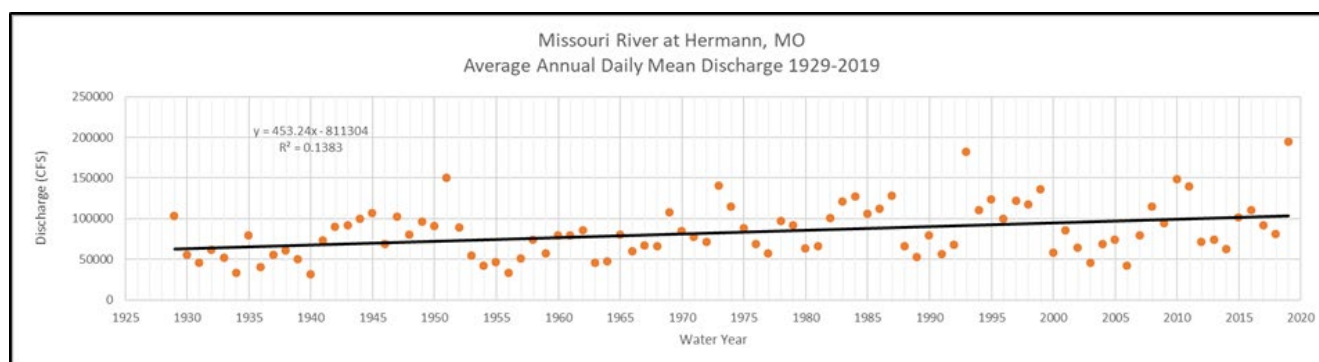 Missouri River at Hermann, MO
Average Annual Daily Mean Discharge 1929-2019
250000
y = 453.24x - 811304
200000
R² = 0.1383
150000
Discharge (CFS)
100000
50000
0
1925 1930 1935 1940 1945 1950 1955 1960 1965 1970 1975 1980 1985 1990 1995 2000 2005 2010 2015 2020
Water Year